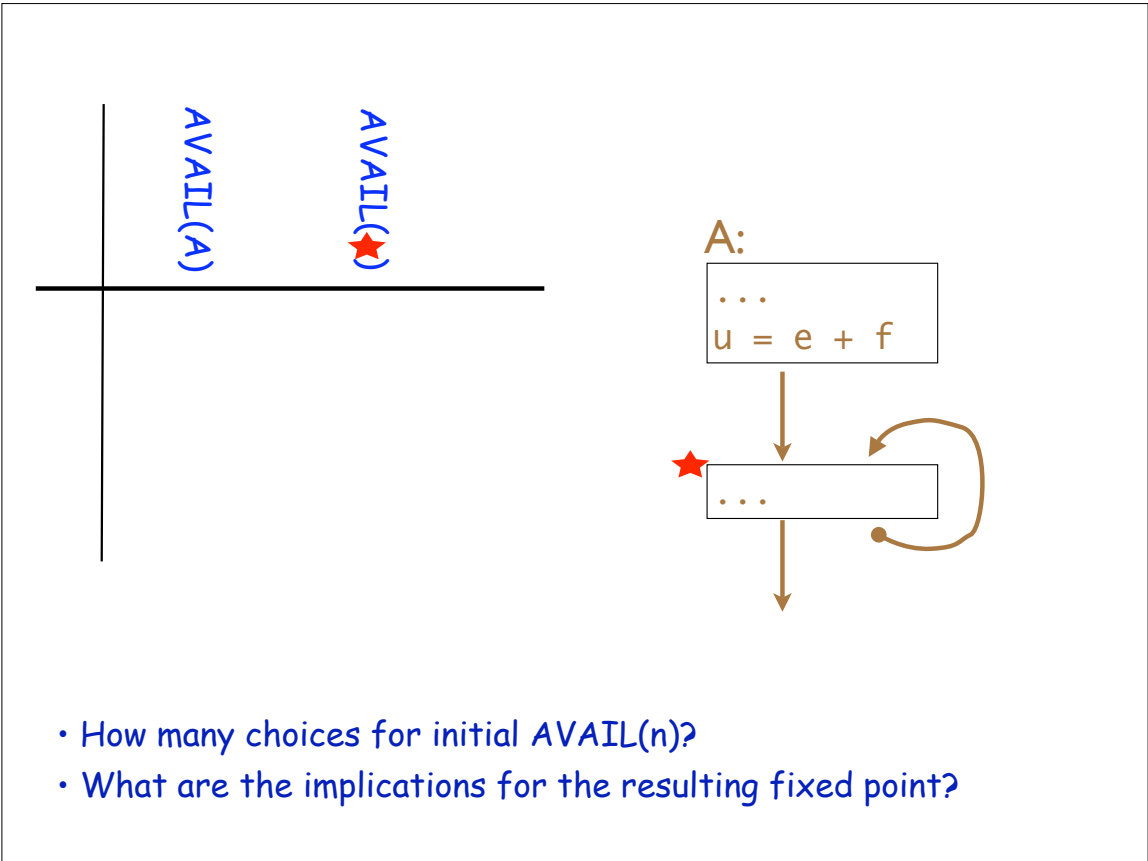 AVAIL(A)
AVAIL( )
A:
...
u = e + f
...
• How many choices for initial AVAIL(n)?
• What are the implications for the resulting fixed point?